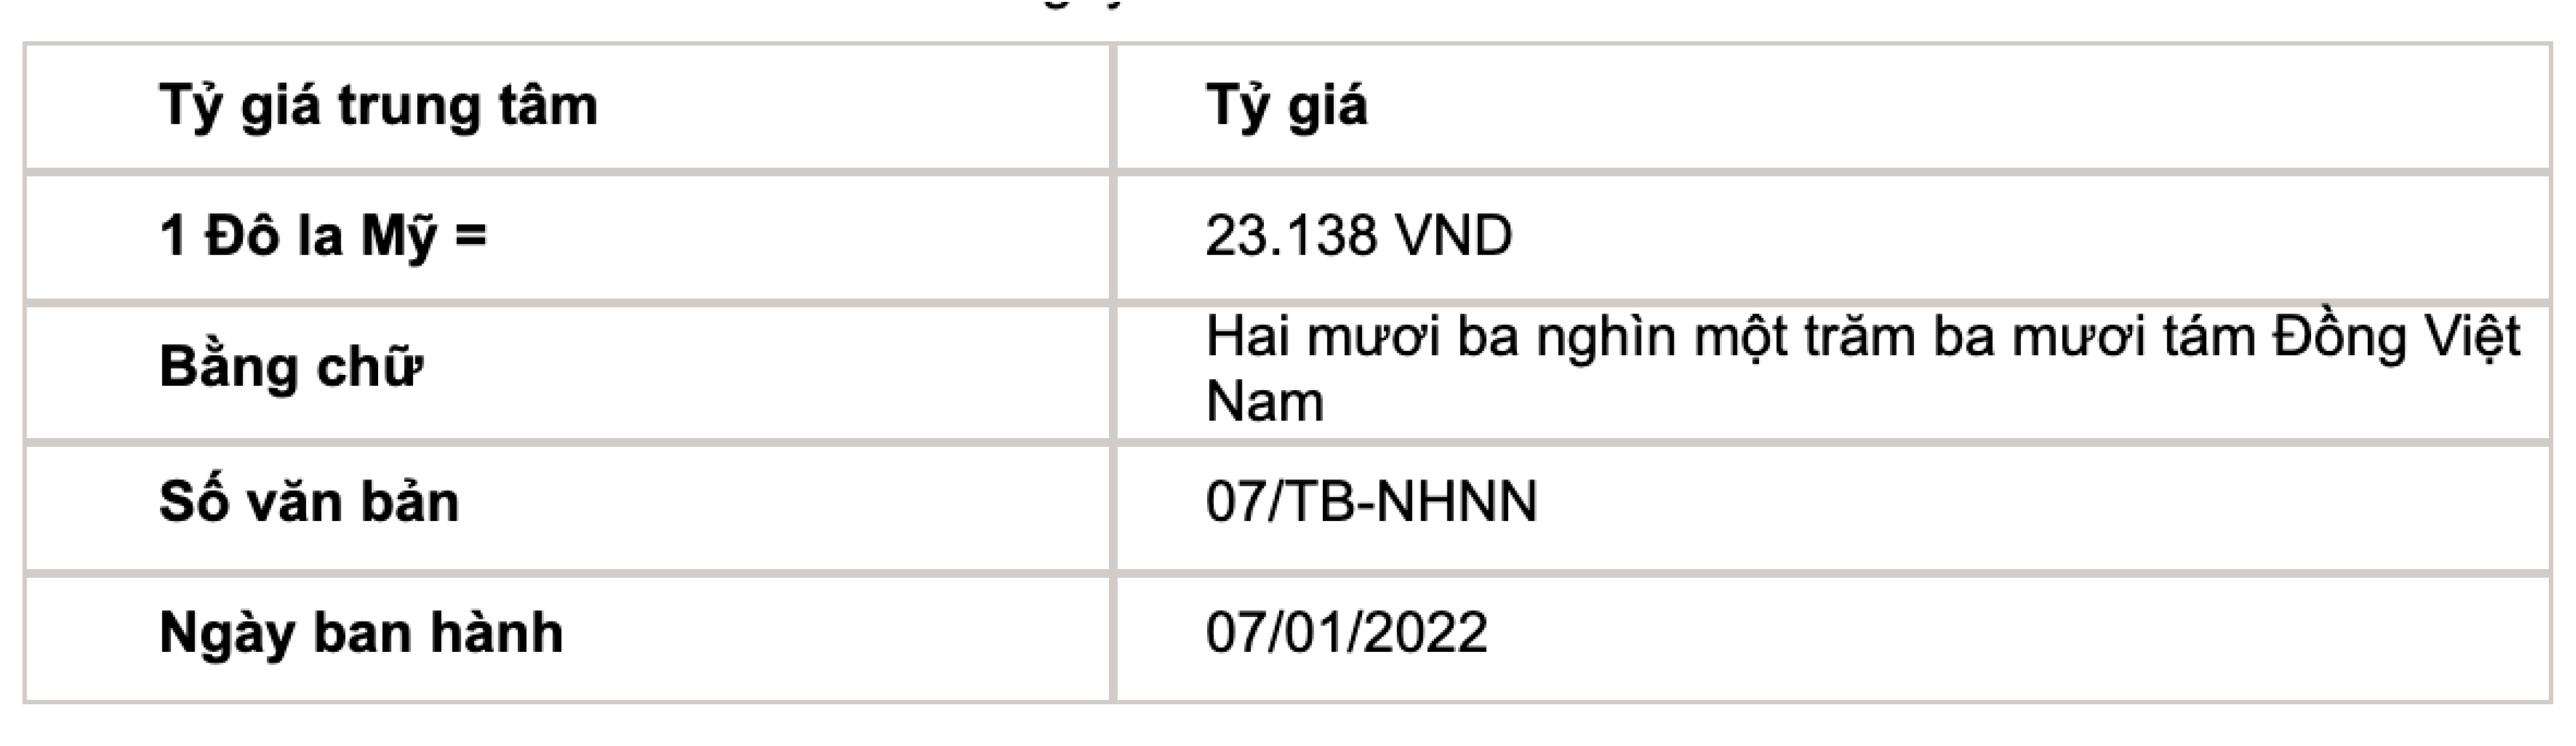 Tỷ giá trung tâm
Tỷ giá
1 Đô la Mỹ =
23.138 VND
Bằng chữ
Hai mươi ba nghìn một trăm ba mươi tám Đồng Việt
Nam
Số văn bản
07/TB-NHNN
Ngày ban hành
07/01/2022